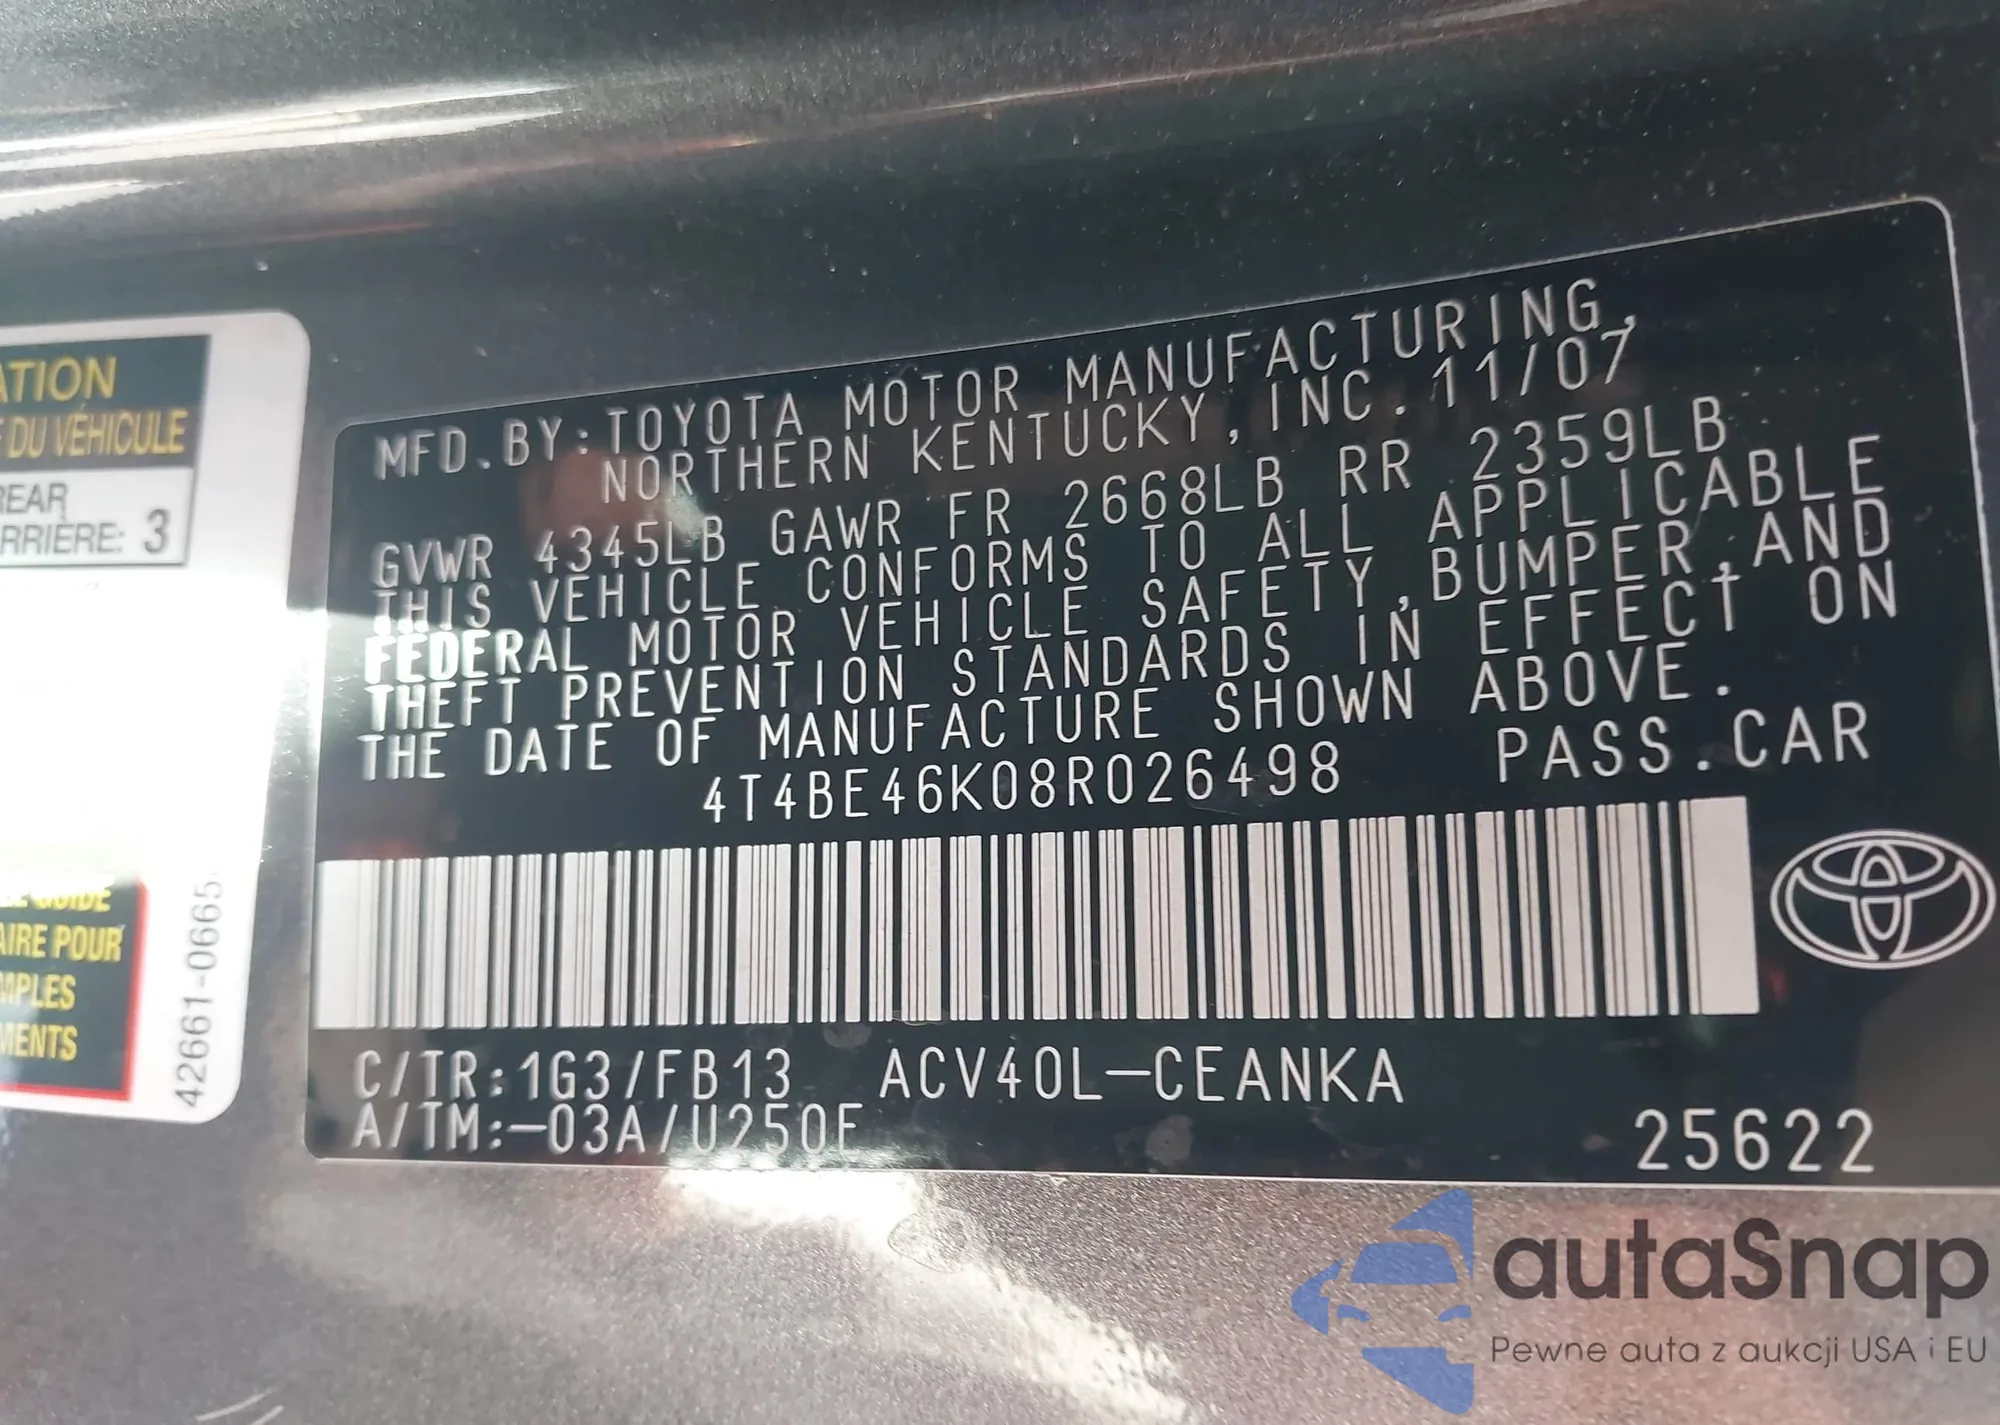 ATION
DU VÉHICULE
REAR
3
GUIDE
AIRE POUR
MPLES
MENTS
42661-0665
MFD.BY:TOYOTA MOTOR MANUFACTURING,
NORTHERN KENTUCKY,INC.11/07
GVWR 4345LB GAWR FR 2668LB RR 2359LB
THIS VEHICLE CONFORMS TO ALL APPLICABLE
FEDERAL MOTOR VEHICLE SAFETY,BUMPER,AND
THEFT PREVENTION STANDARDS IN EFFECT ON
THE DATE OF MANUFACTURE SHOWN ABOVE.
4T4BE46K08R026498 PASS.CAR
C/TR:1G3/FB13 ACV40L-CEANKA
A/TM:-03A/U250E
25622
autaSnap
Pewne auta z aukcji USA i EU